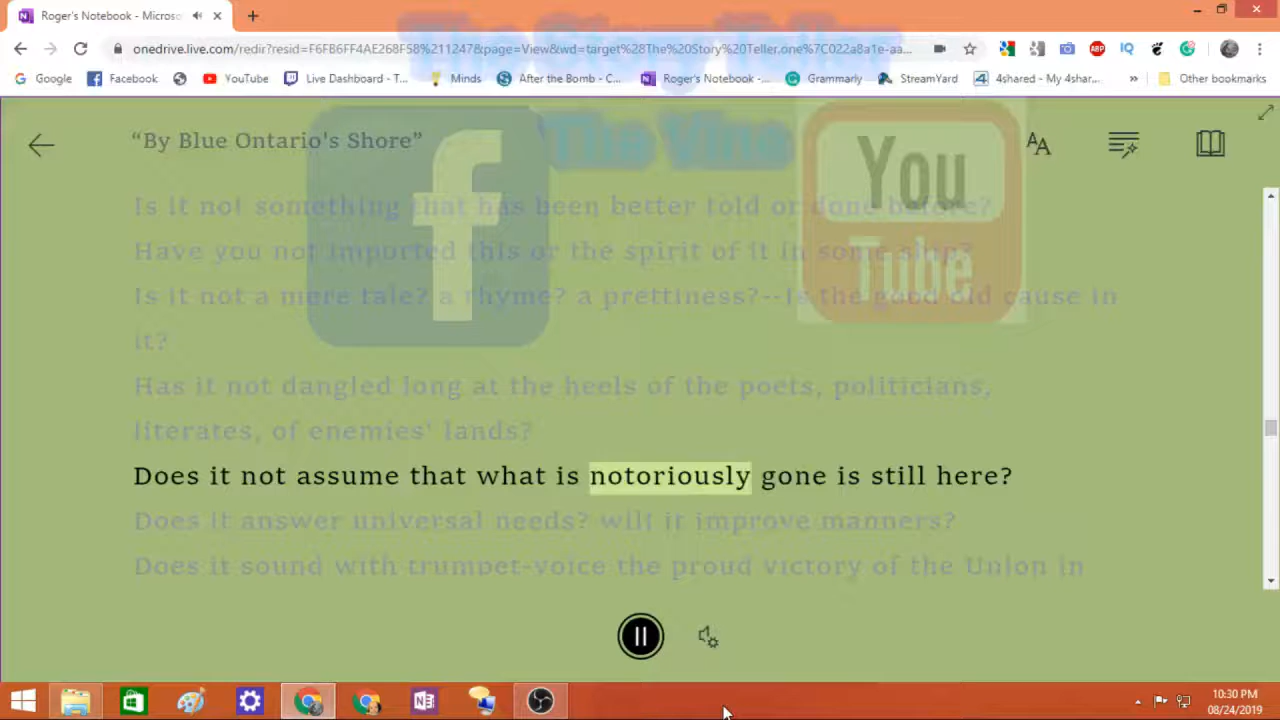 Roger's Notebook - Microso
onedrive.live.com/redir?resid=F6FB6FF4AE268F58%211247&page=View&wd=target%28The%20Story%20Teller.one%7C022a8a1e-aa...
Google Facebook YouTube Live Dashboard - T... Minds After the Bomb - C... Roger's Notebook -... Grammarly StreamYard 4shared - My 4shar... » Other bookmarks
The Story Teller
The Vine
"By Blue Ontario's Shore"
You
Tube
Is it not something that has been better told or done before?
Have you not imported this or the spirit of it in some ship?
Is it not a mere tale? a rhyme? a prettiness?--Is the good old cause in
it?
Has it not dangled long at the heels of the poets, politicians,
literates, of enemies' lands?
Does it not assume that what is notoriously gone is still here?
Does it answer universal needs? will it improve manners?
Does it sound with trumpet-voice the proud victory of the Union in
10:30 PM
08/24/2019